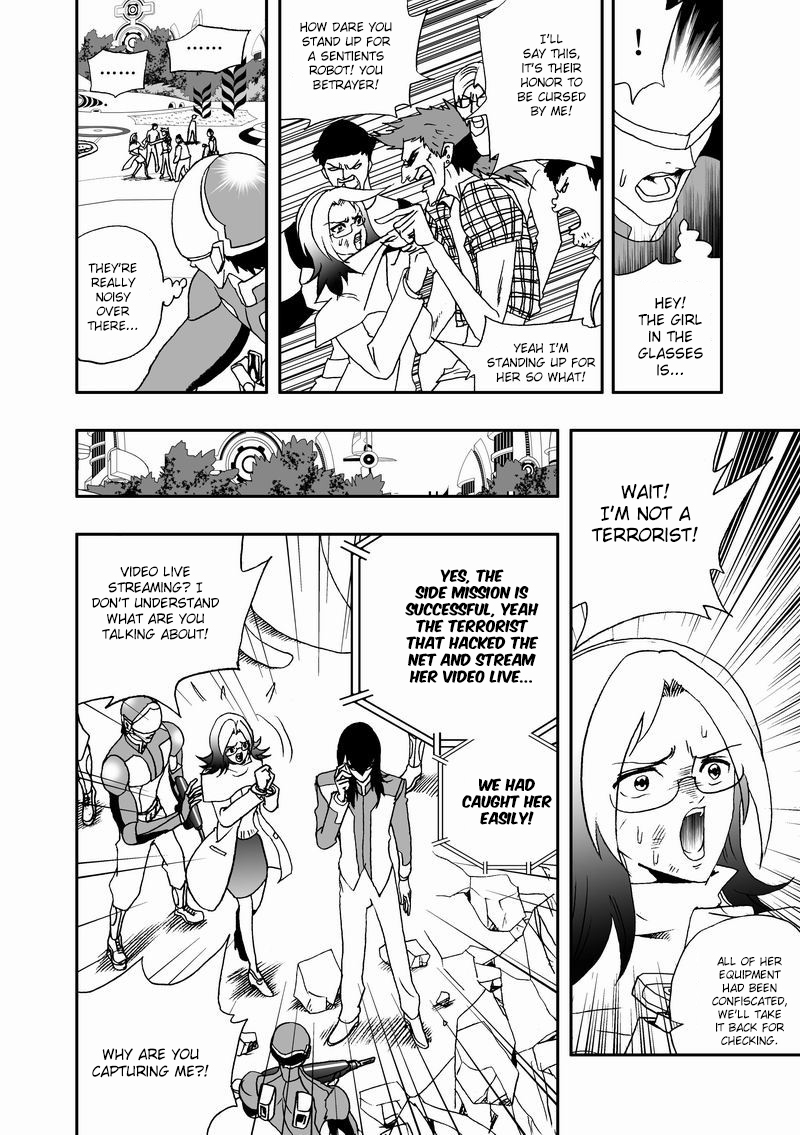 !
HEY!
THE GIRL
IN THE
GLASSES
IS...
I'LL
SAY THIS,
IT'S THEIR
HONOR TO
BE CURSED
BY ME!
HOW DARE YOU
STAND UP FOR
A SENTIENTS
ROBOT! YOU
BETRAYER!
YEAH I'M
STANDING UP FOR
HER SO WHAT!
......
......
THEY'RE
REALLY
NOISY
OVER
THERE...
WAIT!
I'M NOT A
TERRORIST!
ALL OF HER
EQUIPMENT
HAD BEEN
CONFISCATED,
WE'LL TAKE
IT BACK FOR
CHECKING.
YES, THE
SIDE MISSION IS
SUCCESSFUL, YEAH
THE TERRORIST
THAT HACKED THE
NET AND STREAM
HER VIDEO LIVE...
WE HAD
CAUGHT HER
EASILY!
VIDEO LIVE
STREAMING? I
DON'T UNDERSTAND
WHAT ARE YOU
TALKING ABOUT!
WHY ARE YOU
CAPTURING ME?!